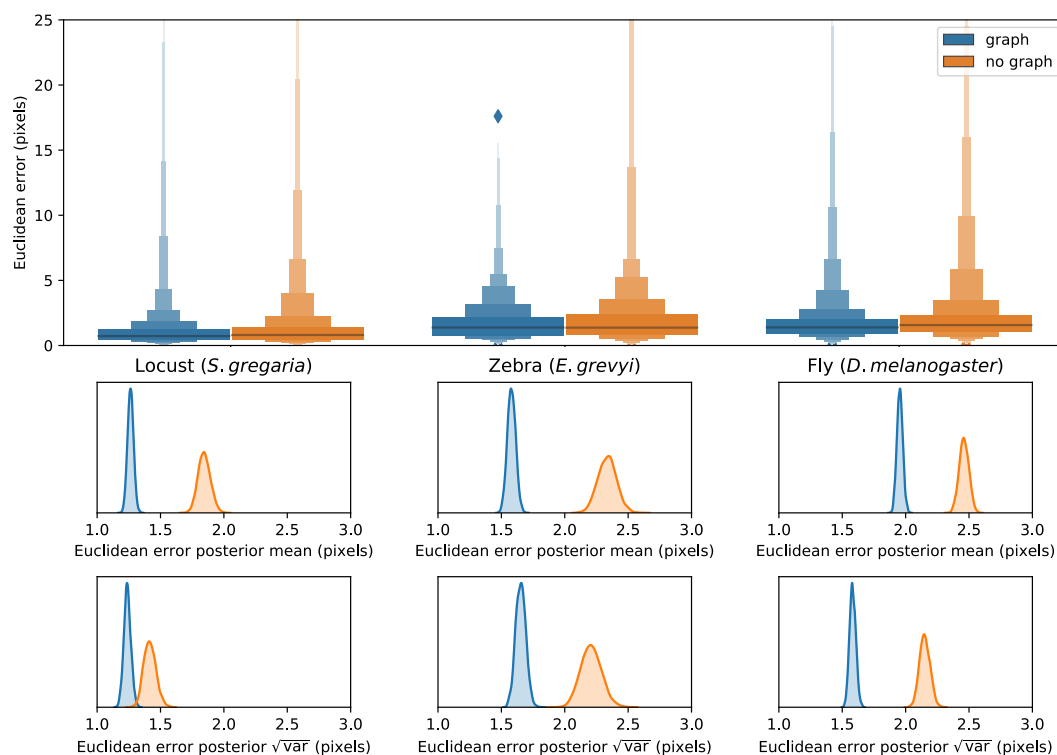 25
20
15
10
5
0
Euclidean error (pixels)
graph
no graph
Locust (S. gregaria)
Zebra (E. grevyi)
Fly (D. melanogaster)
1.0 1.5 2.0 2.5 3.0
Euclidean error posterior mean (pixels)
1.0 1.5 2.0 2.5 3.0
Euclidean error posterior mean (pixels)
1.0 1.5 2.0 2.5 3.0
Euclidean error posterior mean (pixels)
1.0 1.5 2.0 2.5 3.0
Euclidean error posterior √var (pixels)
1.0 1.5 2.0 2.5 3.0
Euclidean error posterior √var (pixels)
1.0 1.5 2.0 2.5 3.0
Euclidean error posterior √var (pixels)